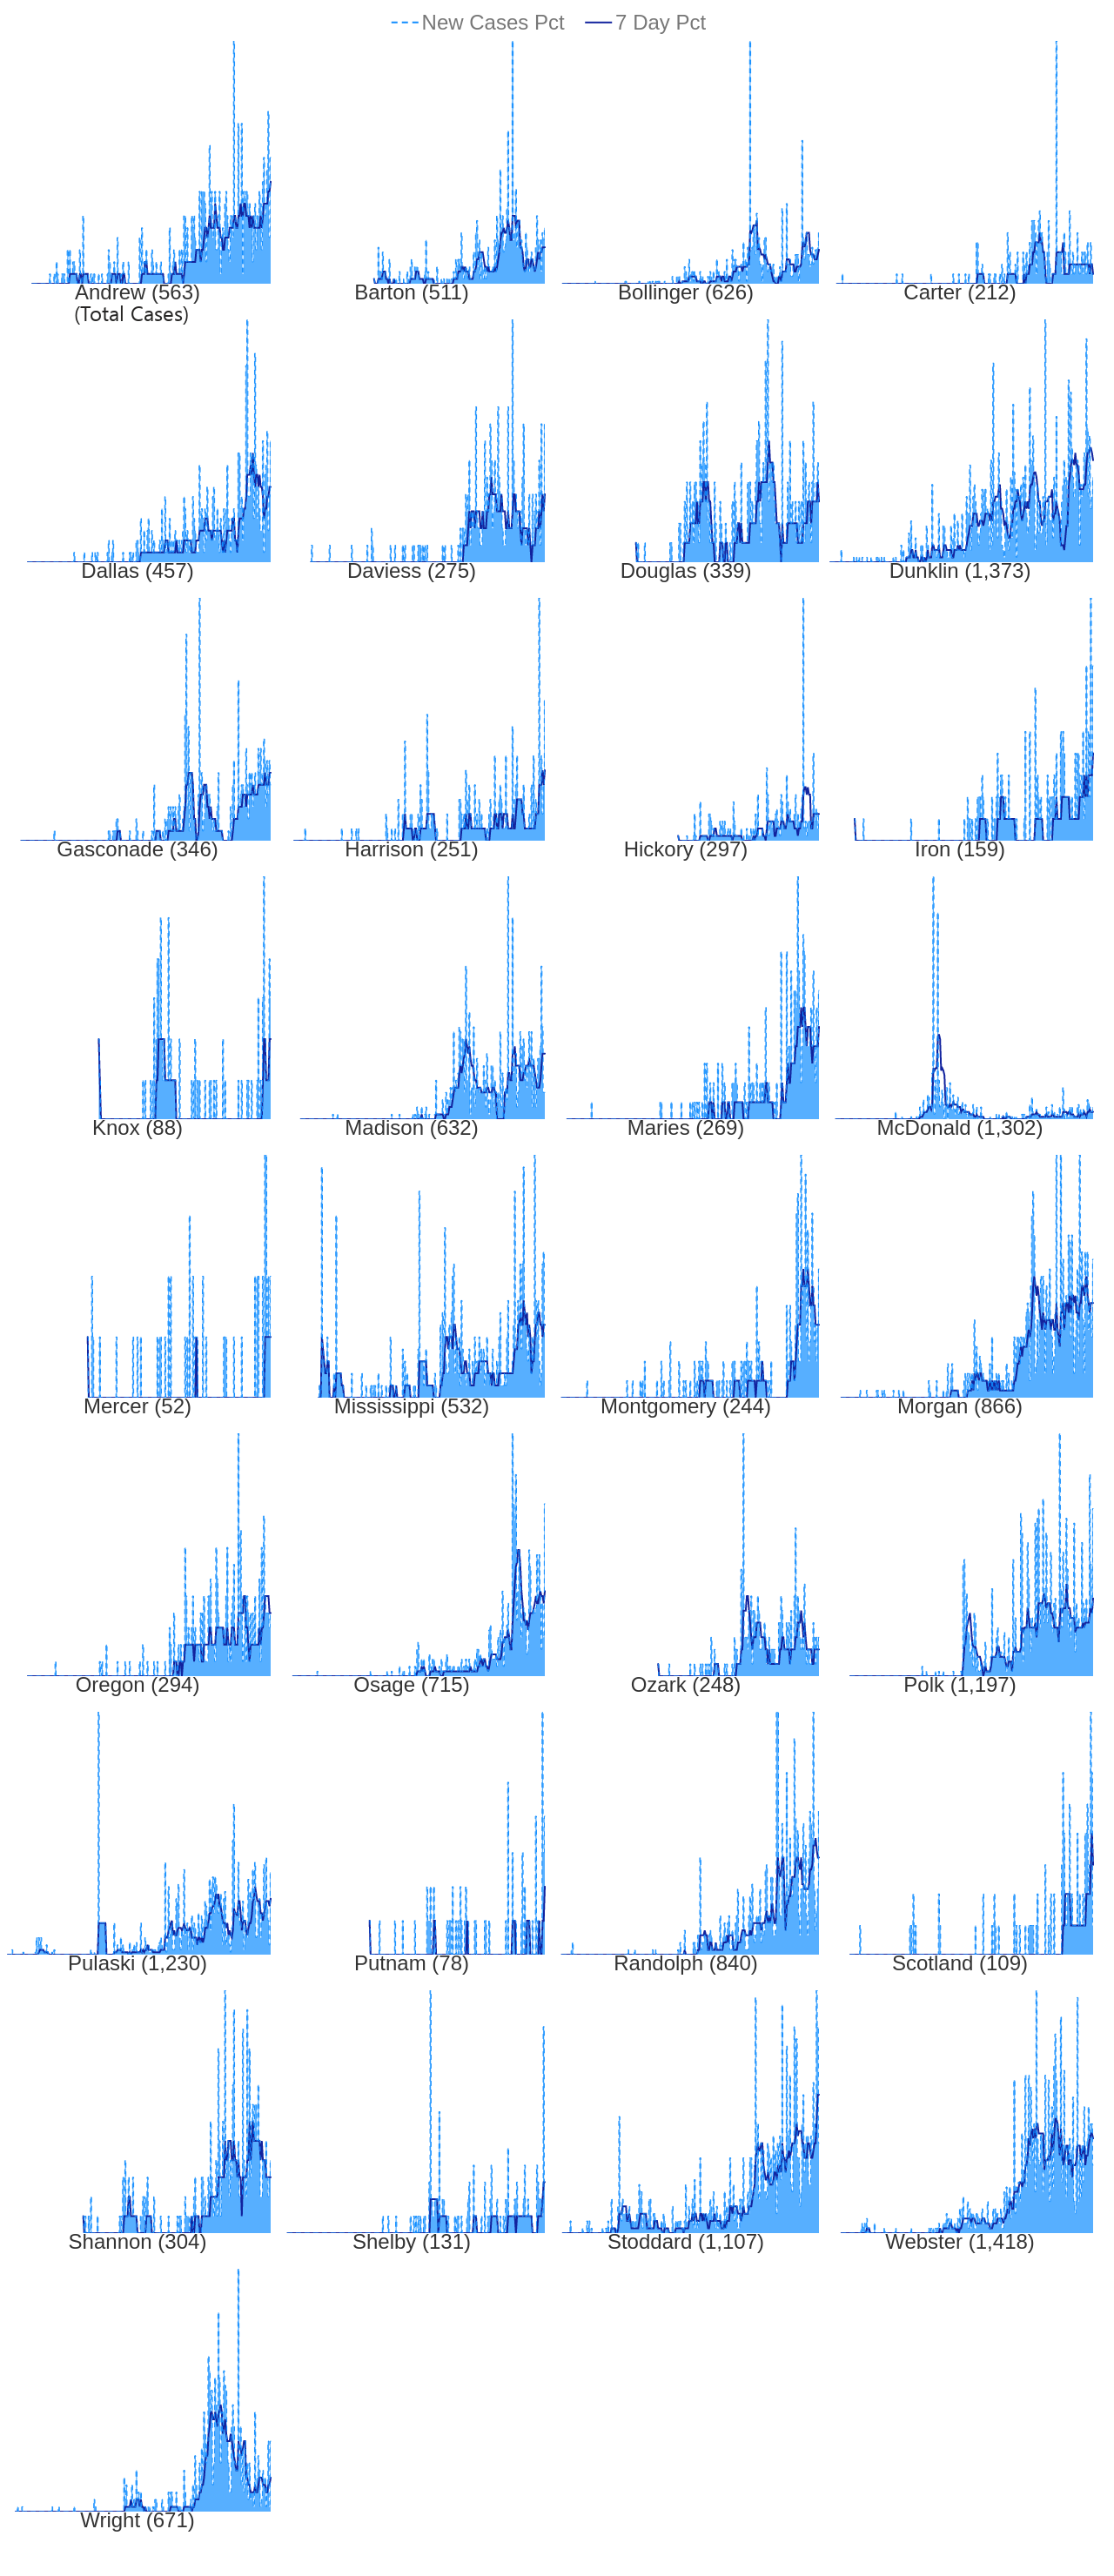 New Cases Pct 7 Day Pct
Andrew (563) Barton (511) Bollinger (626) Carter (212)
(Total Cases)
Dallas (457) Daviess (275) Douglas (339) Dunklin (1,373)
Gasconade (346) Harrison (251) Hickory (297) Iron (159)
Knox (88) Madison (632) Maries (269) McDonald (1,302)
Mercer (52) Mississippi (532) Montgomery (244) Morgan (866)
Oregon (294) Osage (715) Ozark (248) Polk (1,197)
Pulaski (1,230) Putnam (78) Randolph (840) Scotland (109)
Shannon (304) Shelby (131) Stoddard (1,107) Webster (1,418)
Wright (671)